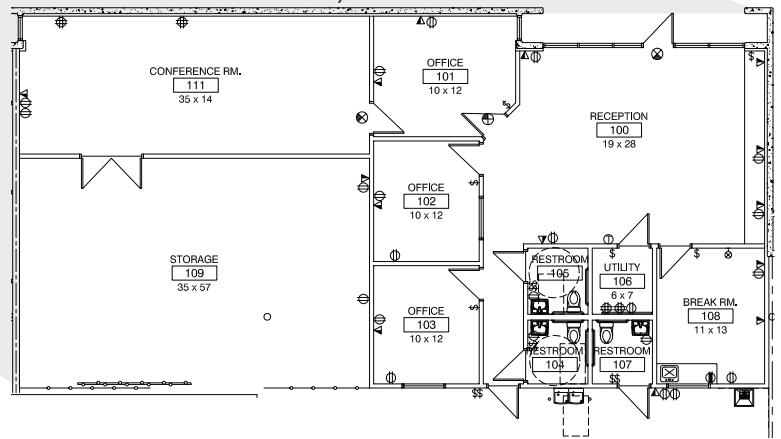 OFFICE
101
10 x 12
CONFERENCE RM.
111
35 x 14
RECEPTION
100
19 x 28
OFFICE
102
10 x 12
STORAGE
109
35 x 57
RESTROOM
105
UTILITY
106
6 x 7
BREAK RM.
108
11 x 13
OFFICE
103
10 x 12
RESTROOM
104
RESTROOM
107